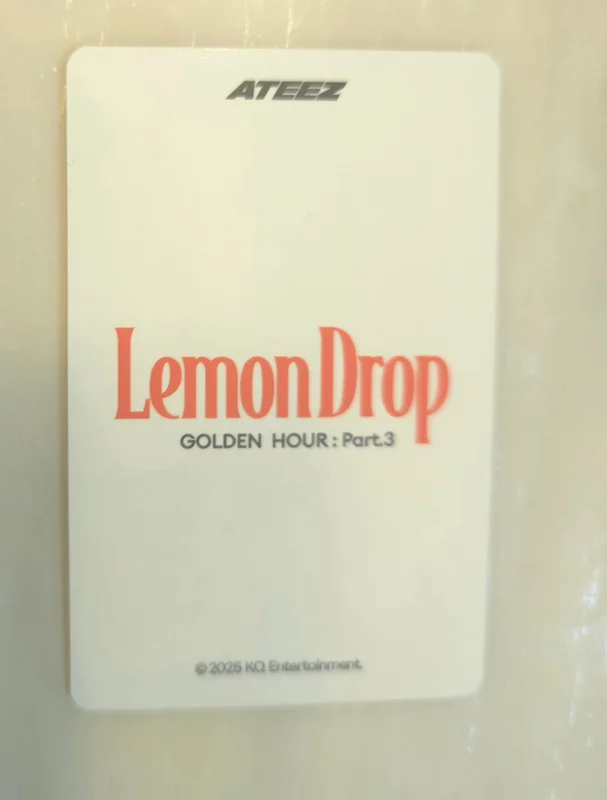 ATEEZ
Lemon Drop
GOLDEN HOUR : Part.3
© 2025 KQ Entertainment.